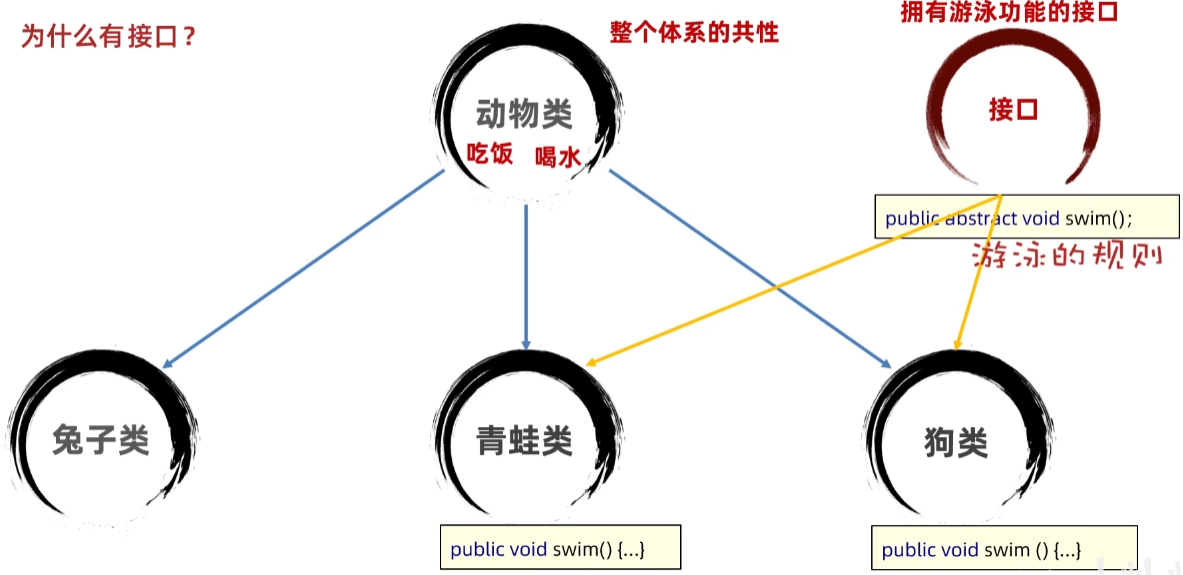 为什么有接口？
整个体系的共性
拥有游泳功能的接口
动物类
吃饭 喝水
接口
public abstract void swim();
游泳的规则
兔子类
青蛙类
狗类
public void swim() {...}
public void swim () {...}